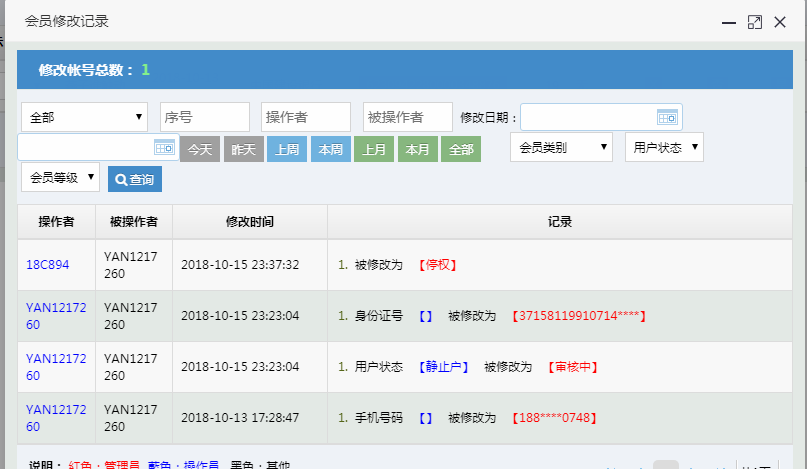 会员修改记录
修改帐号总数： 1
全部 序号 操作者 被操作者 修改日期：
今天 昨天 上周 本周 上月 本月 全部 会员类别 用户状态
会员等级 查询
操作者 被操作者 修改时间 记录
18C894 YAN1217260 2018-10-15 23:37:32 1. 被修改为 【停权】
YAN1217260 YAN1217260 2018-10-15 23:23:04 1. 身份证号 【】 被修改为 【37158119910714****】
YAN1217260 YAN1217260 2018-10-15 23:23:04 1. 用户状态 【静止户】 被修改为 【审核中】
YAN1217260 YAN1217260 2018-10-13 17:28:47 1. 手机号码 【】 被修改为 【188****0748】
说明： 红色：管理员 藍色：操作员 黑色：其他